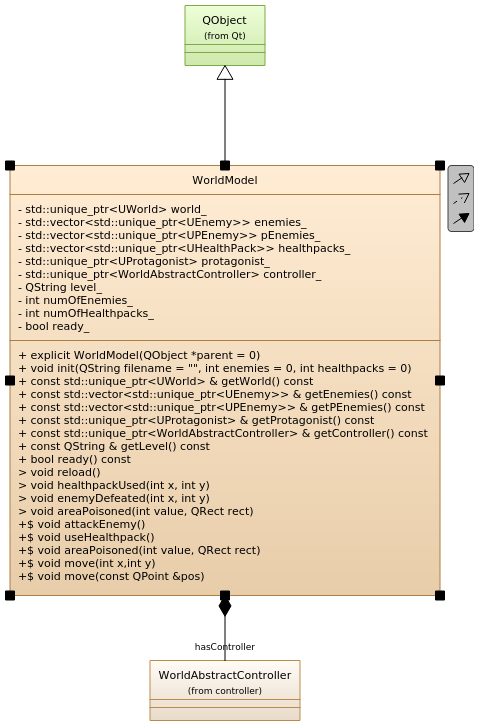 QObject
(from Qt)
WorldModel
- std::unique_ptr<UWorld> world_
- std::vector<std::unique_ptr<UEnemy>> enemies_
- std::vector<std::unique_ptr<UPEnemy>> pEnemies_
- std::vector<std::unique_ptr<UHealthPack>> healthpacks_
- std::unique_ptr<UProtagonist> protagonist_
- std::unique_ptr<WorldAbstractController> controller_
- QString level_
- int numOfEnemies_
- int numOfHealthpacks_
- bool ready_
+ explicit WorldModel(QObject *parent = 0)
+ void init(QString filename = "", int enemies = 0, int healthpacks = 0)
+ const std::unique_ptr<UWorld> & getWorld() const
+ const std::vector<std::unique_ptr<UEnemy>> & getEnemies() const
+ const std::vector<std::unique_ptr<UPEnemy>> & getPEnemies() const
+ const std::unique_ptr<UProtagonist> & getProtagonist() const
+ const std::unique_ptr<WorldAbstractController> & getController() const
+ const QString & getLevel() const
+ bool ready() const
> void reload()
> void healthpackUsed(int x, int y)
> void enemyDefeated(int x, int y)
> void areaPoisoned(int value, QRect rect)
+$ void attackEnemy()
+$ void useHealthpack()
+$ void areaPoisoned(int value, QRect rect)
+$ void move(int x,int y)
+$ void move(const QPoint &pos)
hasController
WorldAbstractController
(from controller)